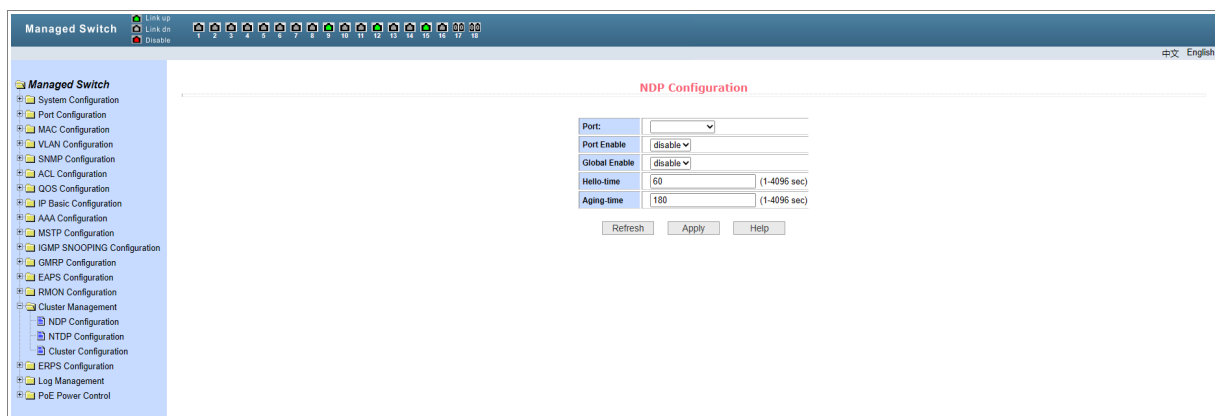 Managed Switch
Link up
Link dn
Disable
1 2 3 4 5 6 7 8 9 10 11 12 13 14 15 16 17 18
中文 English
Managed Switch
System Configuration
Port Configuration
MAC Configuration
VLAN Configuration
SNMP Configuration
ACL Configuration
QOS Configuration
IP Basic Configuration
AAA Configuration
MSTP Configuration
IGMP SNOOPING Configuration
GMRP Configuration
EAPS Configuration
RMON Configuration
Cluster Management
NDP Configuration
NTDP Configuration
Cluster Configuration
ERPS Configuration
Log Management
PoE Power Control
NDP Configuration
Port:
Port Enable disable
Global Enable disable
Hello-time 60 (1-4096 sec)
Aging-time 180 (1-4096 sec)
Refresh Apply Help